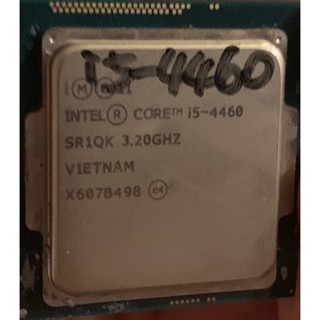 i5-4460
INTEL® CORE™ i5-4460
SR1QK 3.20GHZ
VIETNAM
X607B498 e4